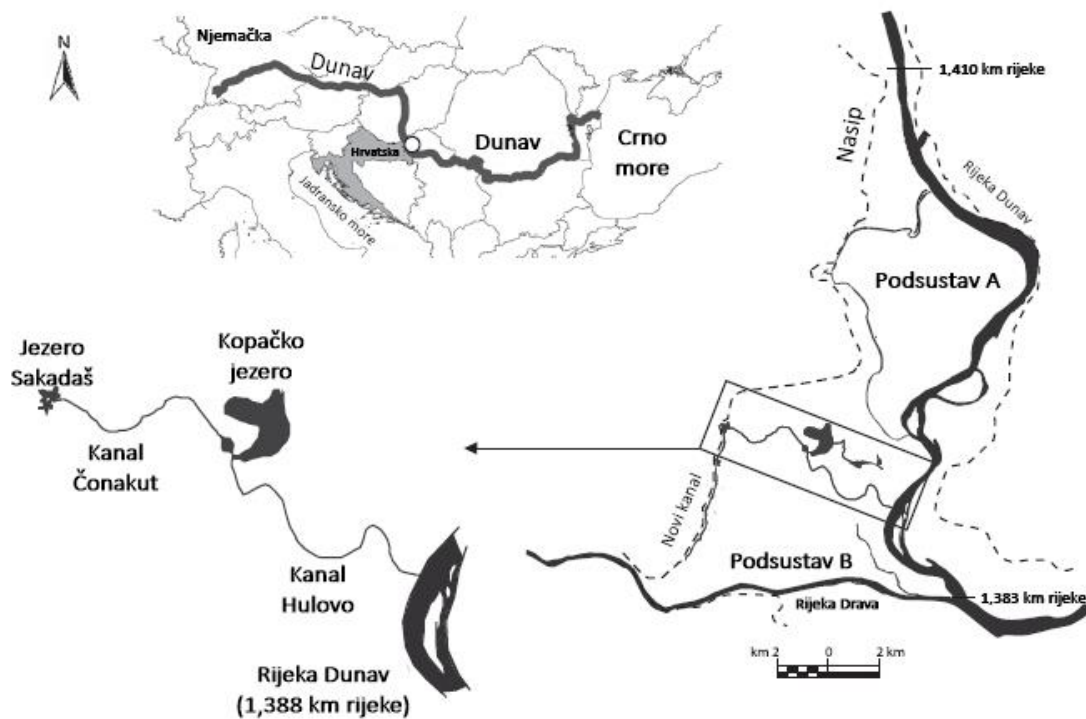 N
Njemačka
Dunav
Dunav
Crno
more
Hrvatska
Jadransko more
1,410 km rijeke
Nasip
Rijeka Dunav
Podsustav A
Kopačko
jezero
Jezero
Sakadaš
Kanal
Čonakut
Novi kanal
Podsustav B
Kanal
Hulovo
Rijeka Drava
1,383 km rijeke
km 2 0 2 km
Rijeka Dunav
(1,388 km rijeke)